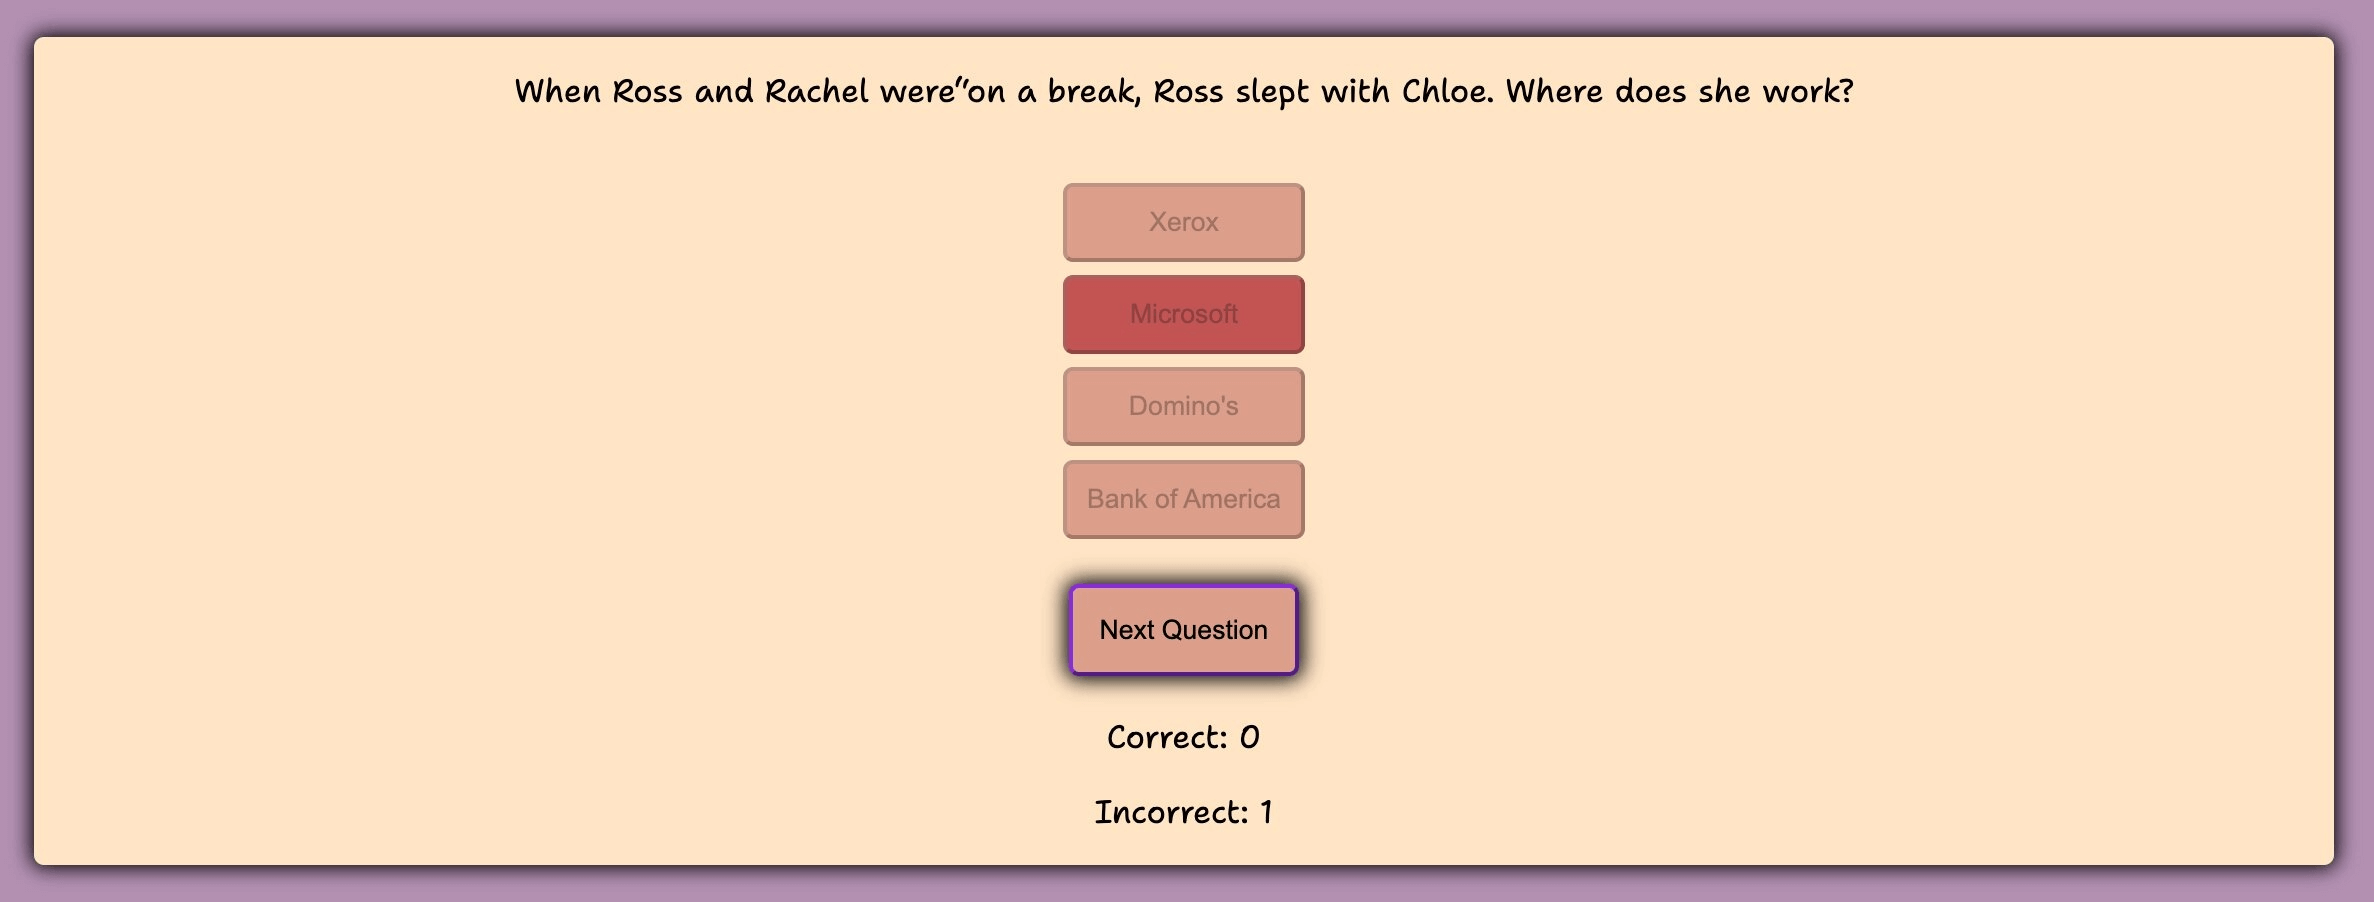 When Ross and Rachel were“on a break, Ross slept with Chloe. Where does she work?
Xerox
Microsoft
Domino's
Bank of America
Next Question
Correct: 0
Incorrect: 1